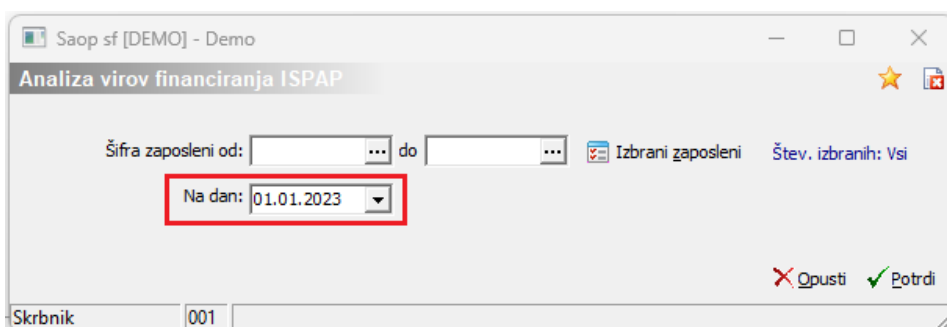 Saop sf [DEMO] - Demo
Analiza virov financiranja ISPAP
Šifra zaposleni od: ... do ... Izbrani zaposleni Štev. izbranih: Vsi
Na dan: 01.01.2023
Opusti Potrdi
Skrbnik 001